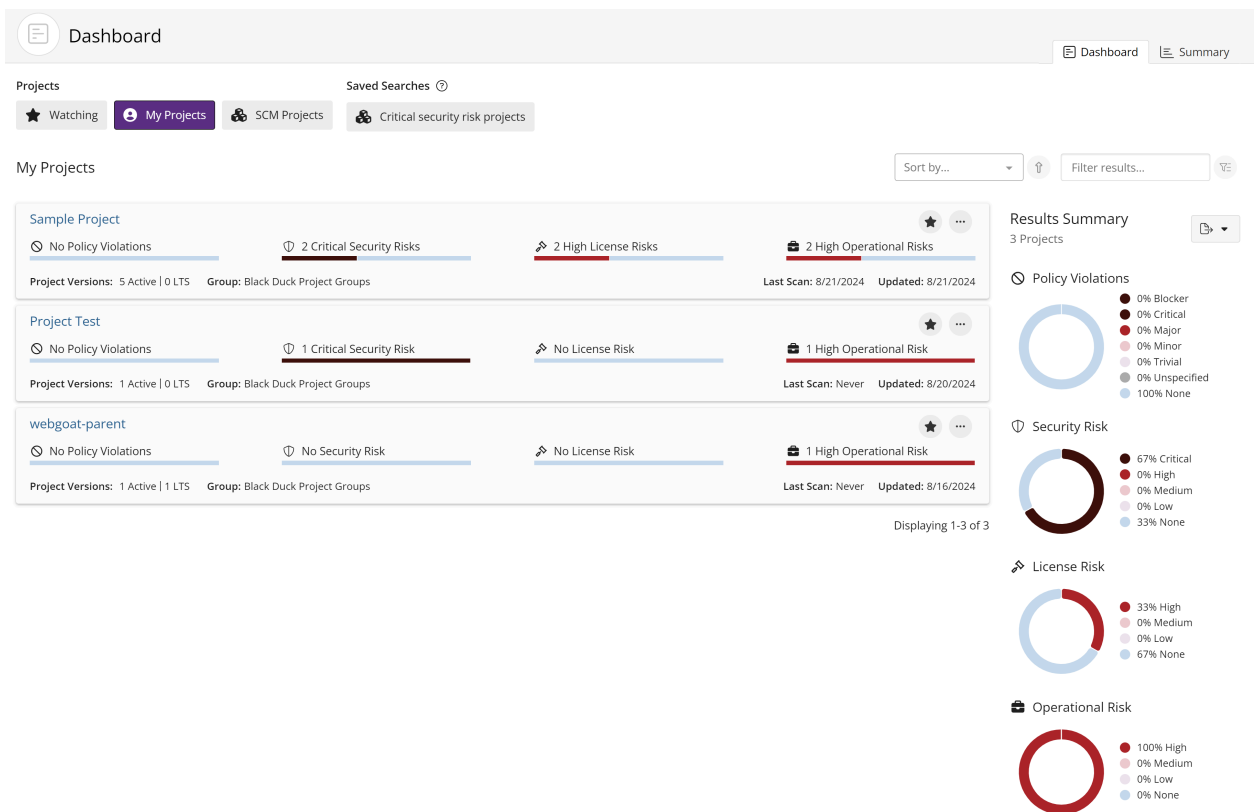 Dashboard
Dashboard
Summary
Projects
Saved Searches
Watching
My Projects
SCM Projects
Critical security risk projects
My Projects
Sort by...
Filter results...
Sample Project
No Policy Violations
2 Critical Security Risks
2 High License Risks
2 High Operational Risks
Project Versions: 5 Active | 0 LTS
Group: Black Duck Project Groups
Last Scan: 8/21/2024
Updated: 8/21/2024
Project Test
No Policy Violations
1 Critical Security Risk
No License Risk
1 High Operational Risk
Project Versions: 1 Active | 0 LTS
Group: Black Duck Project Groups
Last Scan: Never
Updated: 8/20/2024
webgoat-parent
No Policy Violations
No Security Risk
No License Risk
1 High Operational Risk
Project Versions: 1 Active | 1 LTS
Group: Black Duck Project Groups
Last Scan: Never
Updated: 8/16/2024
Displaying 1-3 of 3
Results Summary
3 Projects
Policy Violations
0% Blocker
0% Critical
0% Major
0% Minor
0% Trivial
0% Unspecified
100% None
Security Risk
67% Critical
0% High
0% Medium
0% Low
33% None
License Risk
33% High
0% Medium
0% Low
67% None
Operational Risk
100% High
0% Medium
0% Low
0% None